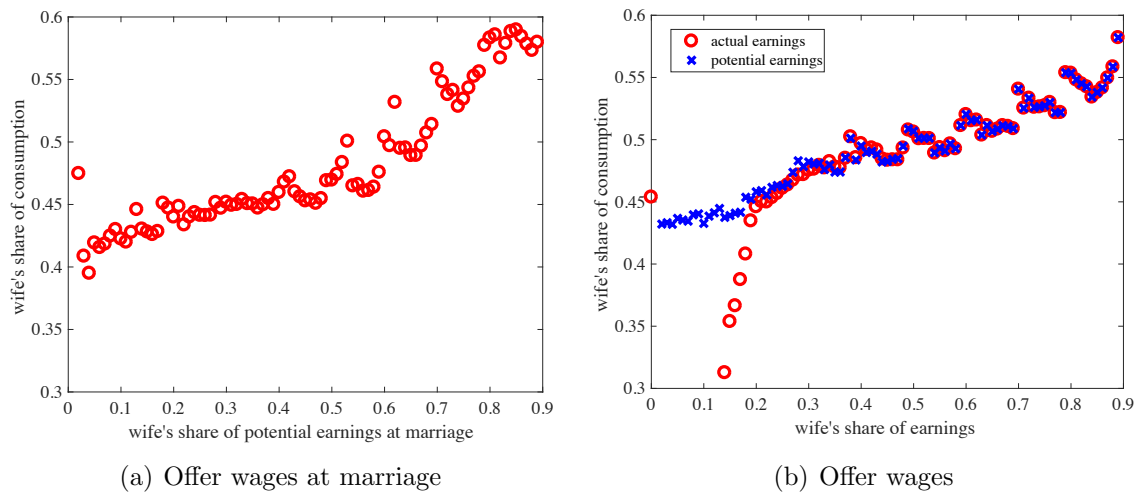 0.6
0.55
0.5
0.45
0.4
0.35
0.3
wife's share of consumption
0 0.1 0.2 0.3 0.4 0.5 0.6 0.7 0.8 0.9
wife's share of potential earnings at marriage
(a) Offer wages at marriage
actual earnings
potential earnings
0.6
0.55
0.5
0.45
0.4
0.35
0.3
wife's share of consumption
0 0.1 0.2 0.3 0.4 0.5 0.6 0.7 0.8 0.9
wife's share of earnings
(b) Offer wages